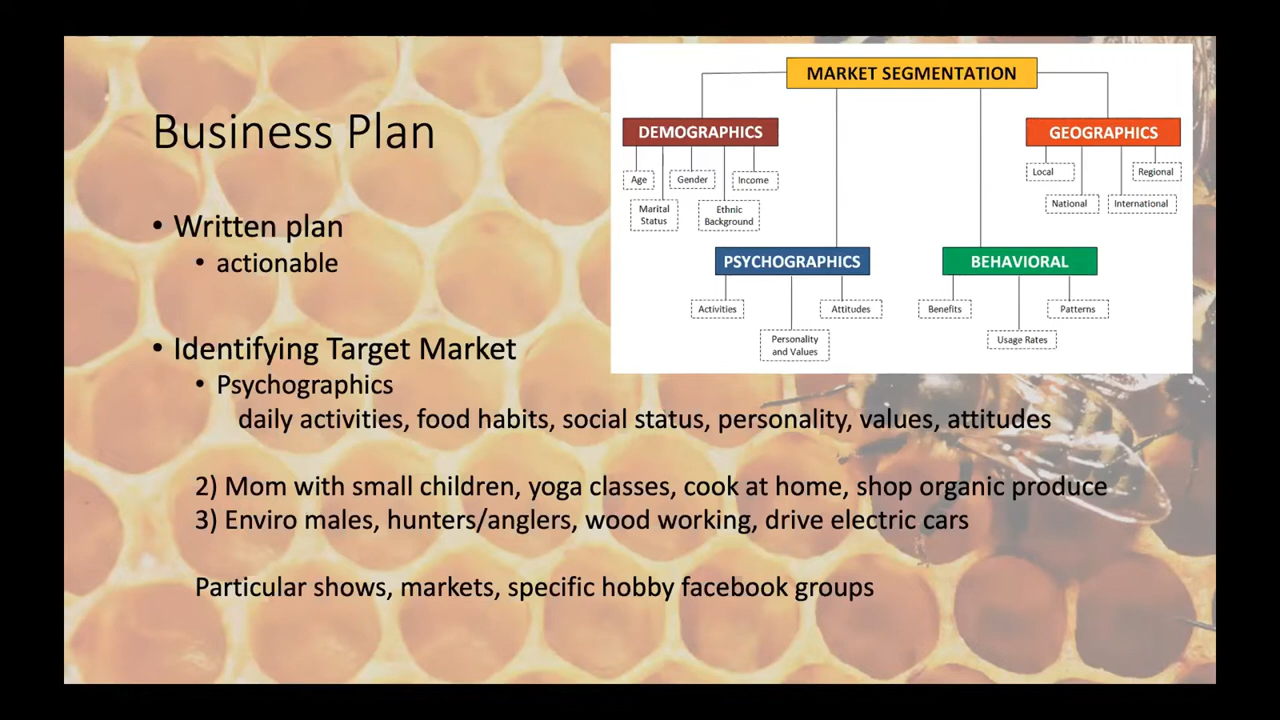 Business Plan
• Written plan
• actionable
• Identifying Target Market
• Psychographics
daily activities, food habits, social status, personality, values, attitudes
2) Mom with small children, yoga classes, cook at home, shop organic produce
3) Enviro males, hunters/anglers, wood working, drive electric cars
Particular shows, markets, specific hobby facebook groups
MARKET SEGMENTATION
DEMOGRAPHICS
Age
Gender
Income
Marital
Status
Ethnic
Background
GEOGRAPHICS
Local
Regional
National
International
PSYCHOGRAPHICS
Activities
Attitudes
Personality
and Values
BEHAVIORAL
Benefits
Patterns
Usage Rates